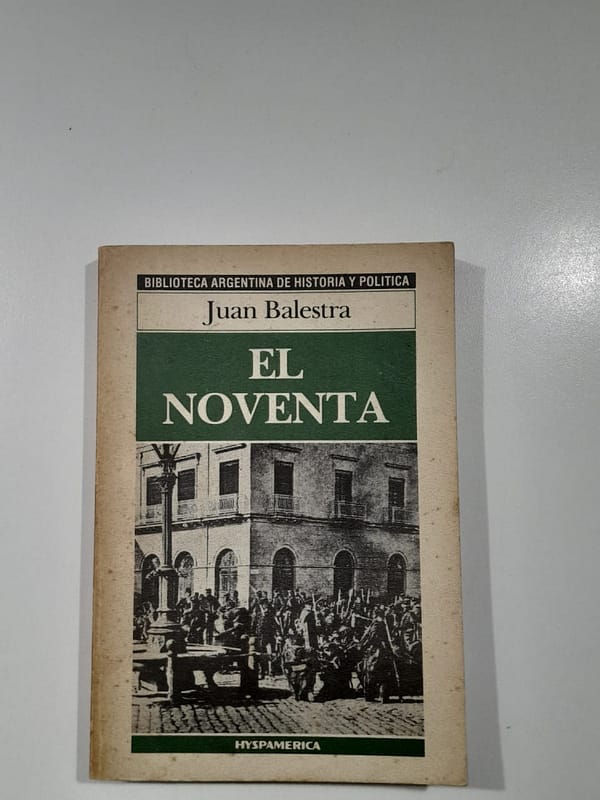 BIBLIOTECA ARGENTINA DE HISTORIA Y POLITICA
Juan Balestra
EL
NOVENTA
HYSPAMERICA